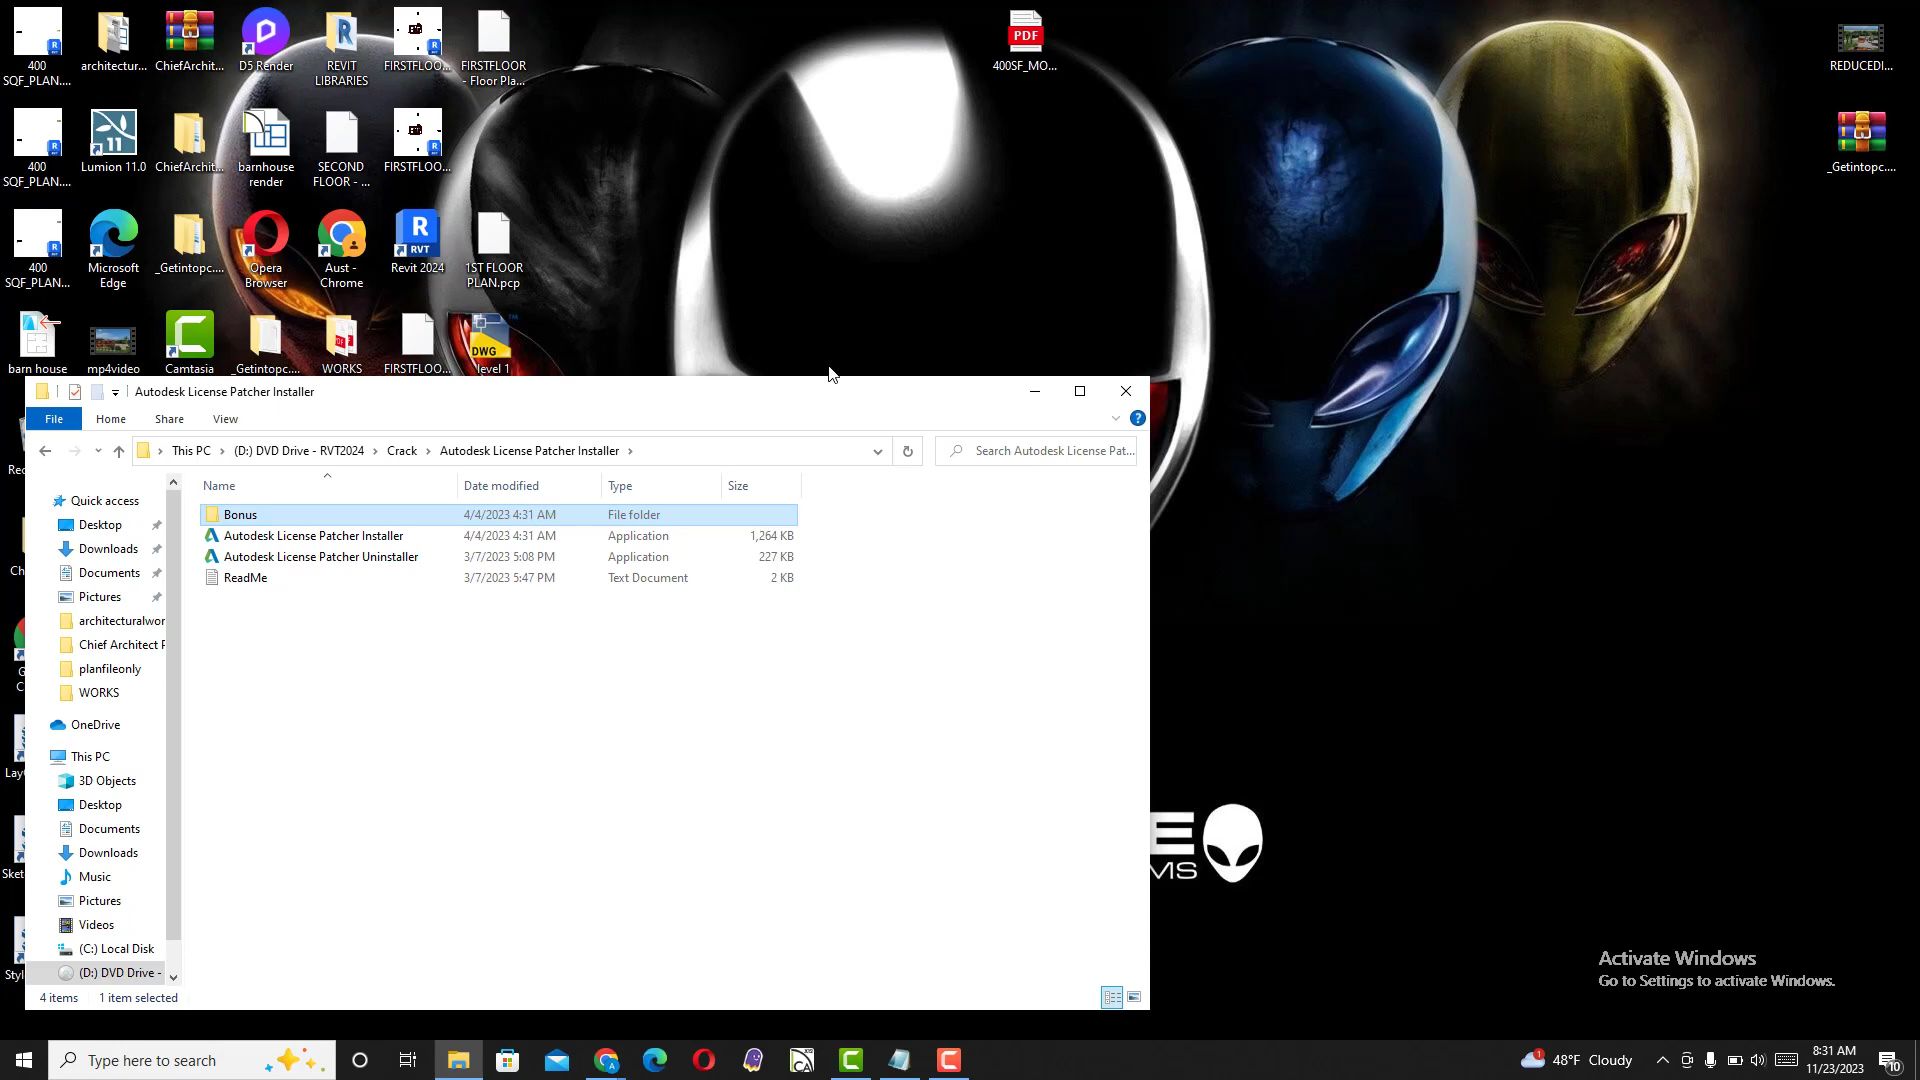 400
SQF_PLAN....
architectur...
ChiefArchit...
D5 Render
REVIT
LIBRARIES
FIRSTFLOO...
FIRSTFLOOR
- Floor Pla...
PDF
400SF_MO...
REDUCEDI...
400
SQF_PLAN....
Lumion 11.0
ChiefArchit...
barnhouse
render
SECOND
FLOOR - ...
FIRSTFLOO...
_Getintopc....
400
SQF_PLAN...
Microsoft
Edge
_Getintopc....
Opera
Browser
Aust -
Chrome
R
RVT
Revit 2024
1ST FLOOR
PLAN.pcp
barn house
mp4video
Camtasia
_Getintopc....
WORKS
FIRSTFLOO...
DWG
level 1
Autodesk License Patcher Installer
File
Home
Share
View
This PC
(D:) DVD Drive - RVT2024
Crack
Autodesk License Patcher Installer
Search Autodesk License Pat...
Name
Date modified
Type
Size
Bonus
4/4/2023 4:31 AM
File folder
Autodesk License Patcher Installer
4/4/2023 4:31 AM
Application
1,264 KB
Autodesk License Patcher Uninstaller
3/7/2023 5:08 PM
Application
227 KB
ReadMe
3/7/2023 5:47 PM
Text Document
2 KB
Quick access
Desktop
Downloads
Documents
Pictures
architecturalwor
Chief Architect P
planfileonly
WORKS
OneDrive
This PC
3D Objects
Desktop
Documents
Downloads
Music
Pictures
Videos
(C:) Local Disk
(D:) DVD Drive -
4 items
1 item selected
Activate Windows
Go to Settings to activate Windows.
Type here to search
48°F Cloudy
8:31 AM
11/23/2023
10